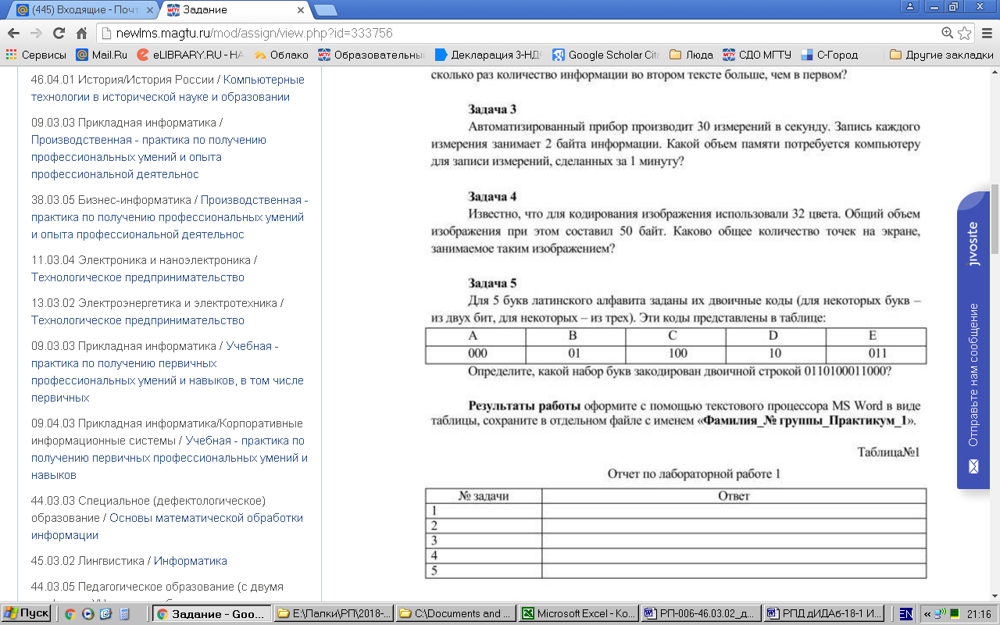 (445) Входящие - Почт
Задание
newlms.magtu.ru/mod/assign/view.php?id=333756
Сервисы
Mail.Ru
eLIBRARY.RU - НА
Облако
Образовательны
Декларация 3-НДФ
Google Scholar Cita
Люда
СДО МГТУ
С-Город
Другие закладки
46.04.01 История/История России / Компьютерные
технологии в исторической науке и образовании
09.03.03 Прикладная информатика /
Производственная - практика по получению
профессиональных умений и опыта
профессиональной деятельнос
38.03.05 Бизнес-информатика / Производственная -
практика по получению профессиональных умений
и опыта профессиональной деятельнос
11.03.04 Электроника и наноэлектроника /
Технологическое предпринимательство
13.03.02 Электроэнергетика и электротехника /
Технологическое предпринимательство
09.03.03 Прикладная информатика / Учебная -
практика по получению первичных
профессиональных умений и навыков, в том числе
первичных
09.04.03 Прикладная информатика/Корпоративные
информационные системы / Учебная - практика по
получению первичных профессиональных умений и
навыков
44.03.03 Специальное (дефектологическое)
образование / Основы математической обработки
информации
45.03.02 Лингвистика / Информатика
44.03.05 Педагогическое образование (с двумя
сколько раз количество информации во втором тексте больше, чем в первом?
Задача 3
Автоматизированный прибор производит 30 измерений в секунду. Запись каждого
измерения занимает 2 байта информации. Какой объем памяти потребуется компьютеру
для записи измерений, сделанных за 1 минуту?
Задача 4
Известно, что для кодирования изображения использовали 32 цвета. Общий объем
изображения при этом составил 50 байт. Каково общее количество точек на экране,
занимаемое таким изображением?
Задача 5
Для 5 букв латинского алфавита заданы их двоичные коды (для некоторых букв –
из двух бит, для некоторых – из трех). Эти коды представлены в таблице:
A B C D E
000 01 100 10 011
Определите, какой набор букв закодирован двоичной строкой 0110100011000?
Результаты работы оформите с помощью текстового процессора MS Word в виде
таблицы, сохраните в отдельном файле с именем «Фамилия_№ группы_Практикум_1».
Таблица№1
Отчет по лабораторной работе 1
№ задачи Ответ
1
2
3
4
5
jivosite
Отправьте нам сообщение
Пуск
Задание - Goo...
E:\Папки\РП\2018-...
C:\Documents and ...
Microsoft Excel - Ко...
РП-006-46.03.02_д...
РПД дИДАб-18-1 И...
EN
21:16